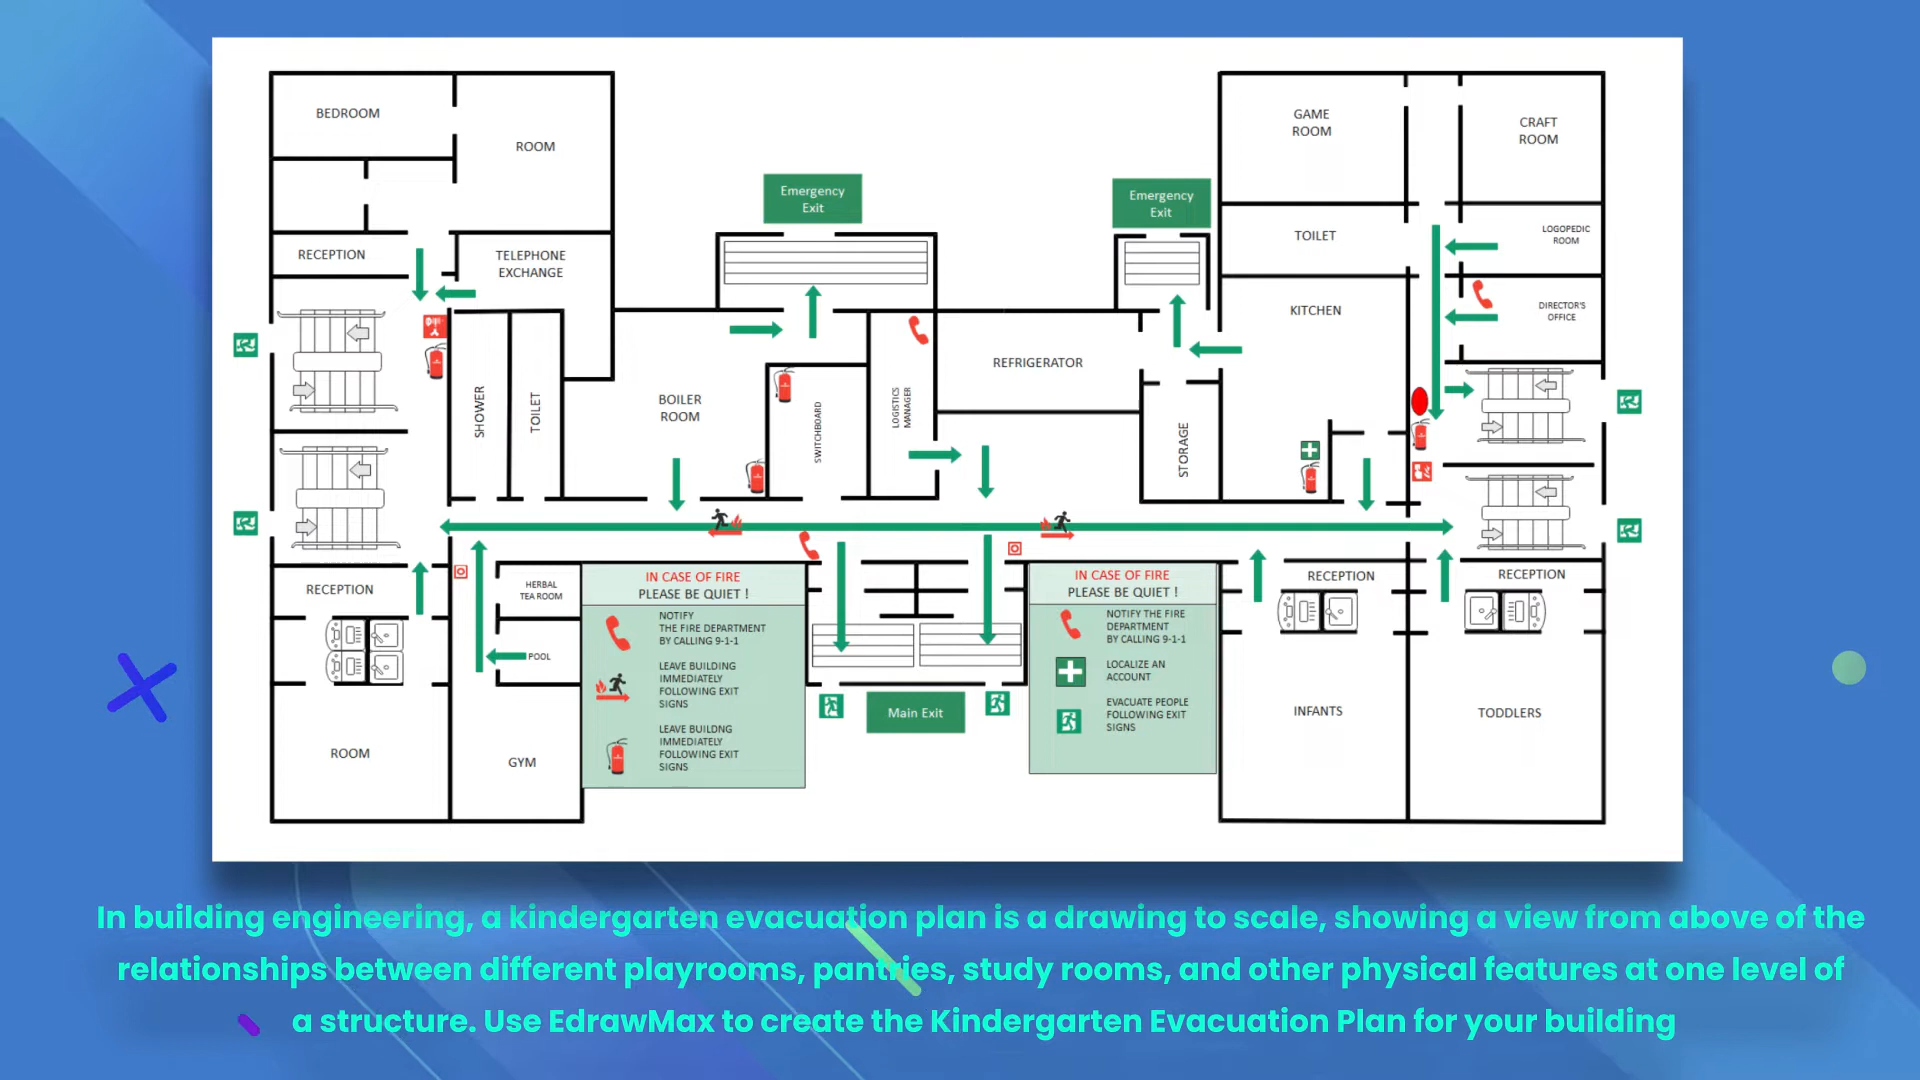 BEDROOM
ROOM
GAME
ROOM
CRAFT
ROOM
Emergency
Exit
Emergency
Exit
RECEPTION
TELEPHONE
EXCHANGE
TOILET
LOGOPEDIC
ROOM
KITCHEN
DIRECTOR'S
OFFICE
SHOWER
TOILET
BOILER
ROOM
SWITCHBOARD
LOGISTICS
MANAGER
REFRIGERATOR
STORAGE
RECEPTION
HERBAL
TEA ROOM
POOL
ROOM
GYM
IN CASE OF FIRE
PLEASE BE QUIET !
NOTIFY
THE FIRE DEPARTMENT
BY CALLING 9-1-1
LEAVE BUILDING
IMMEDIATELY
FOLLOWING EXIT
SIGNS
LEAVE BUILDNG
IMMEDIATELY
FOLLOWING EXIT
SIGNS
Main Exit
IN CASE OF FIRE
PLEASE BE QUIET !
NOTIFY THE FIRE
DEPARTMENT
BY CALLING 9-1-1
LOCALIZE AN
ACCOUNT
EVACUATE PEOPLE
FOLLOWING EXIT
SIGNS
RECEPTION
RECEPTION
INFANTS
TODDLERS
In building engineering, a kindergarten evacuation plan is a drawing to scale, showing a view from above of the
relationships between different playrooms, pantries, study rooms, and other physical features at one level of
a structure. Use EdrawMax to create the Kindergarten Evacuation Plan for your building